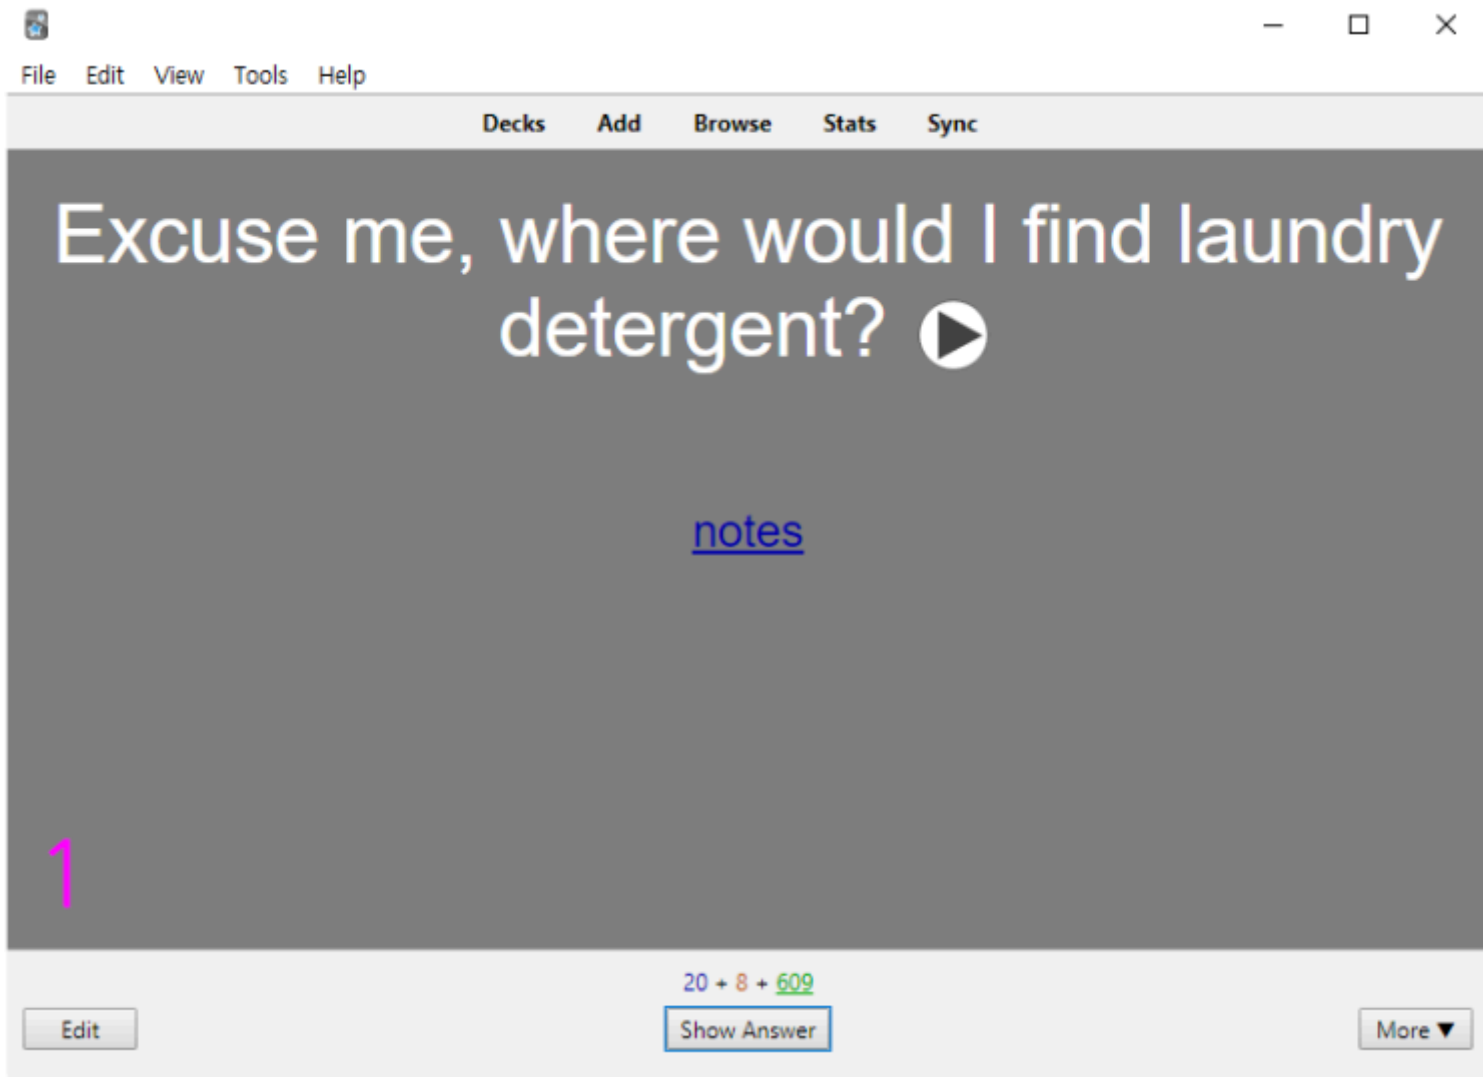 File Edit View Tools Help
Decks Add Browse Stats Sync
Excuse me, where would I find laundry
detergent?
notes
1
20 + 8 + 609
Edit Show Answer More ▼